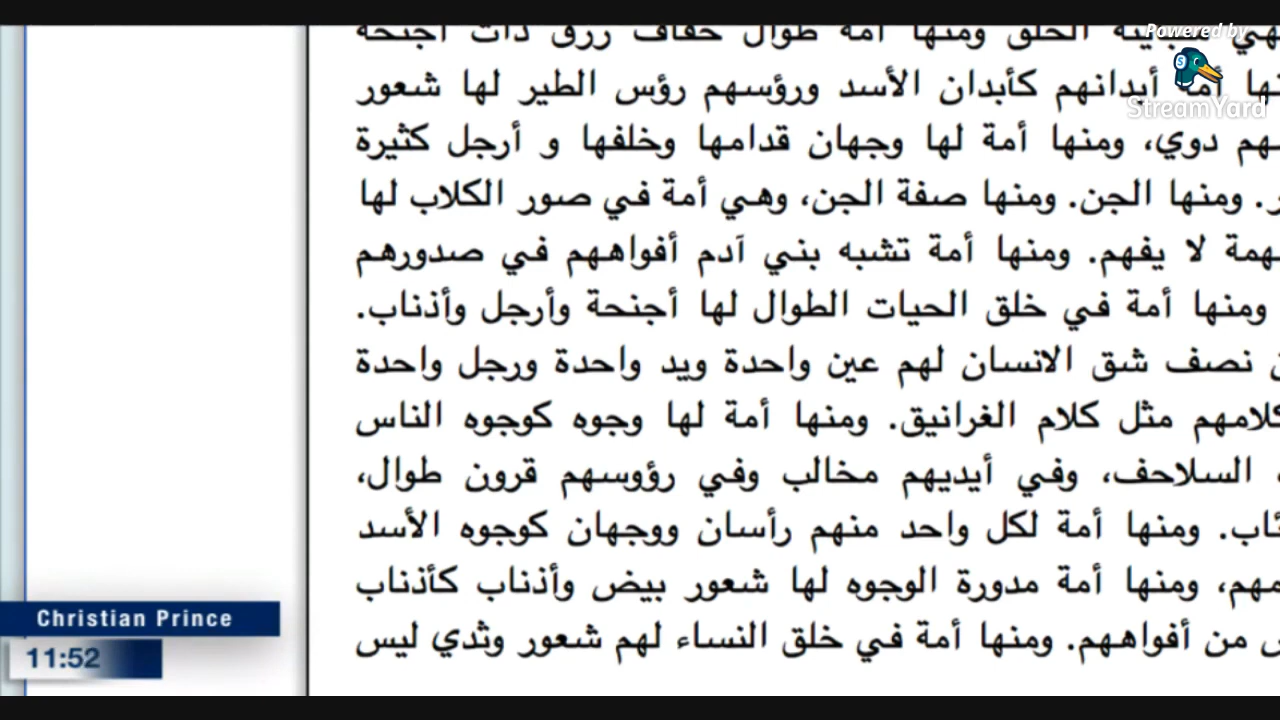 Powered by
StreamYard
الخلق ومنها أمة طوال خفاف زرق ذات أجنحة
أمة أبدانهم كأبدان الأسد ورؤسهم رؤس الطير لها شعور
دوي، ومنها أمة لها وجهان قدامها وخلفها و أرجل كثيرة
ومنها الجن. ومنها صفة الجن، وهي أمة في صور الكلاب لها
لا يفهم. ومنها أمة تشبه بني آدم أفواههم في صدورهم
ومنها أمة في خلق الحيات الطوال لها أجنحة وأرجل وأذناب.
نصف شق الانسان لهم عين واحدة ويد واحدة ورجل واحدة
مثل كلام الغرانيق. ومنها أمة لها وجوه كوجوه الناس
السلاحف، وفي أيديهم مخالب وفي رؤوسهم قرون طوال،
ومنها أمة لكل واحد منهم رأسان ووجهان كوجوه الأسد
ومنها أمة مدورة الوجوه لها شعور بيض وأذناب كأذناب
من أفواههم. ومنها أمة في خلق النساء لهم شعور وثدي ليس
Christian Prince
11:52